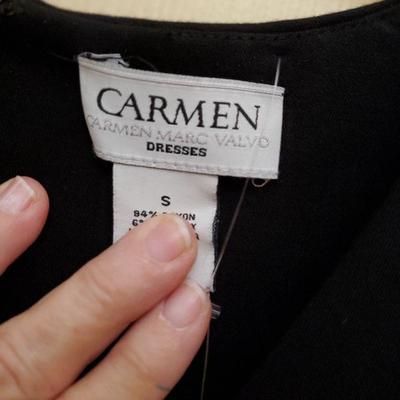 CARMEN
CARMEN MARC VALVO
DRESSES
S
94%